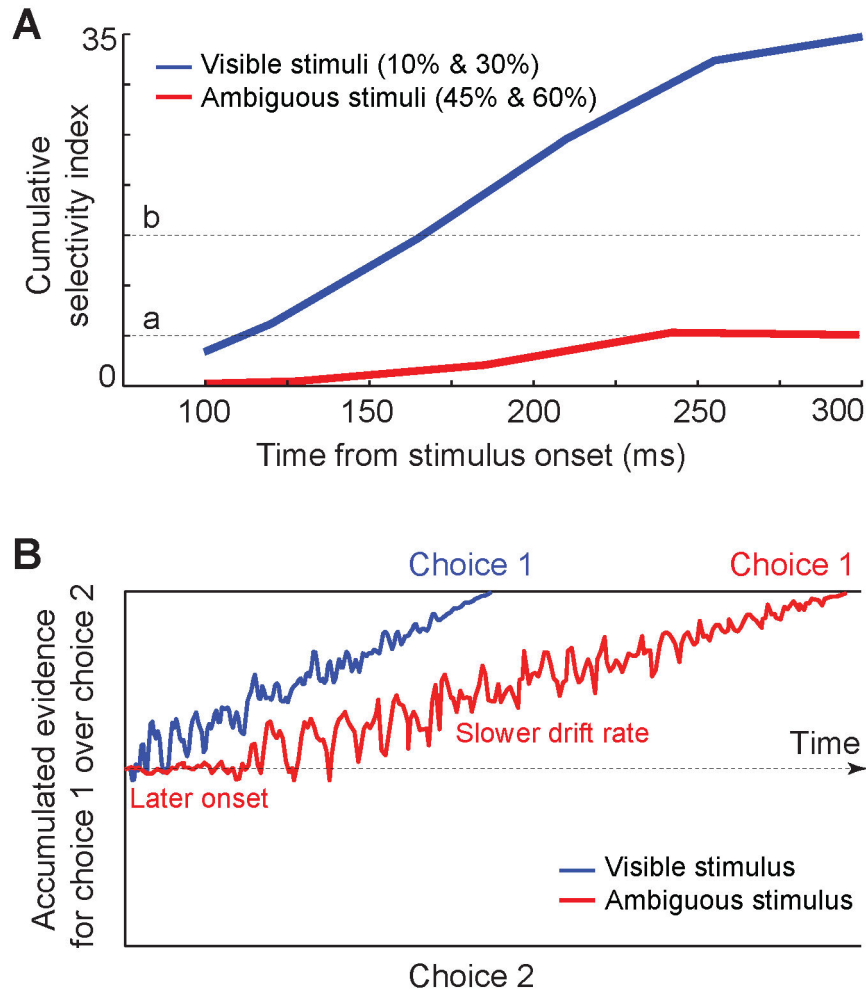 A
35
Visible stimuli (10% & 30%)
Ambiguous stimuli (45% & 60%)
Cumulative
selectivity index
b
a
0
100 150 200 250 300
Time from stimulus onset (ms)
B
Choice 1 Choice 1
Accumulated evidence
for choice 1 over choice 2
Slower drift rate
Time
Later onset
Visible stimulus
Ambiguous stimulus
Choice 2